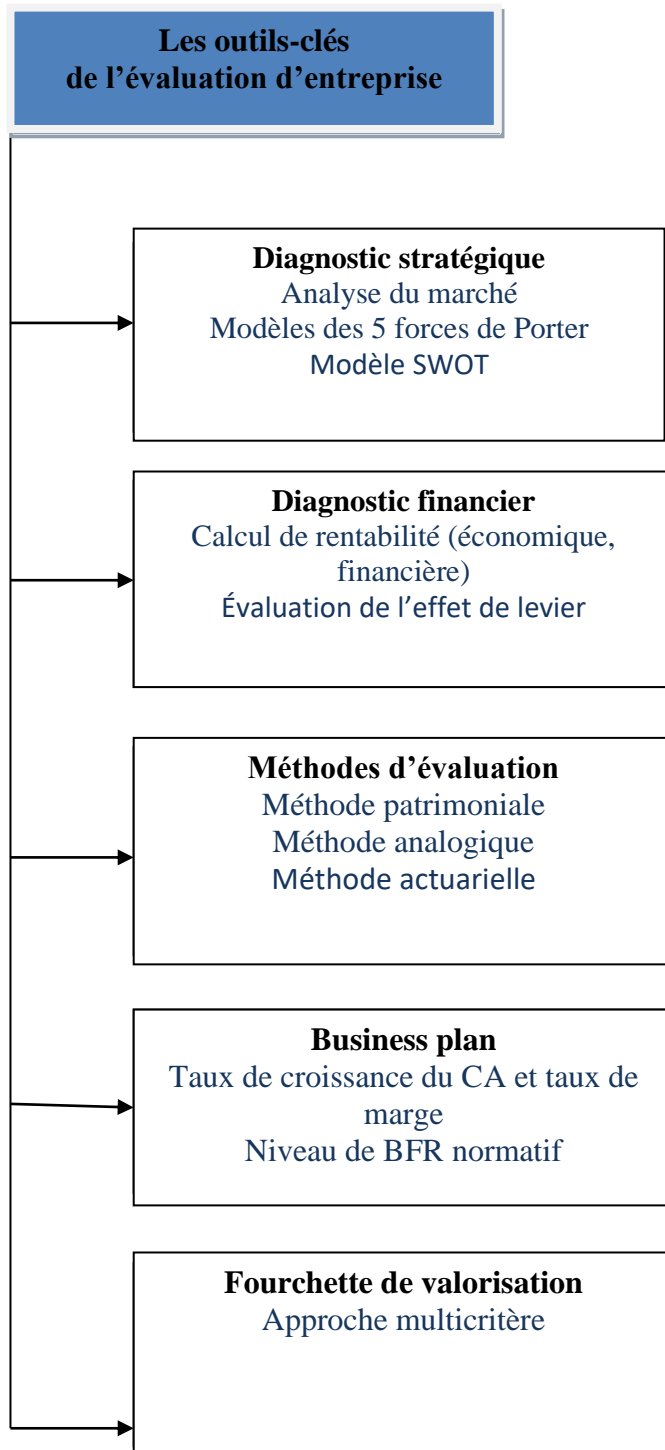 Les outils-clés
de l’évaluation d’entreprise
Diagnostic stratégique
Analyse du marché
Modèles des 5 forces de Porter
Modèle SWOT
Diagnostic financier
Calcul de rentabilité (économique,
financière)
Évaluation de l’effet de levier
Méthodes d’évaluation
Méthode patrimoniale
Méthode analogique
Méthode actuarielle
Business plan
Taux de croissance du CA et taux de
marge
Niveau de BFR normatif
Fourchette de valorisation
Approche multicritère